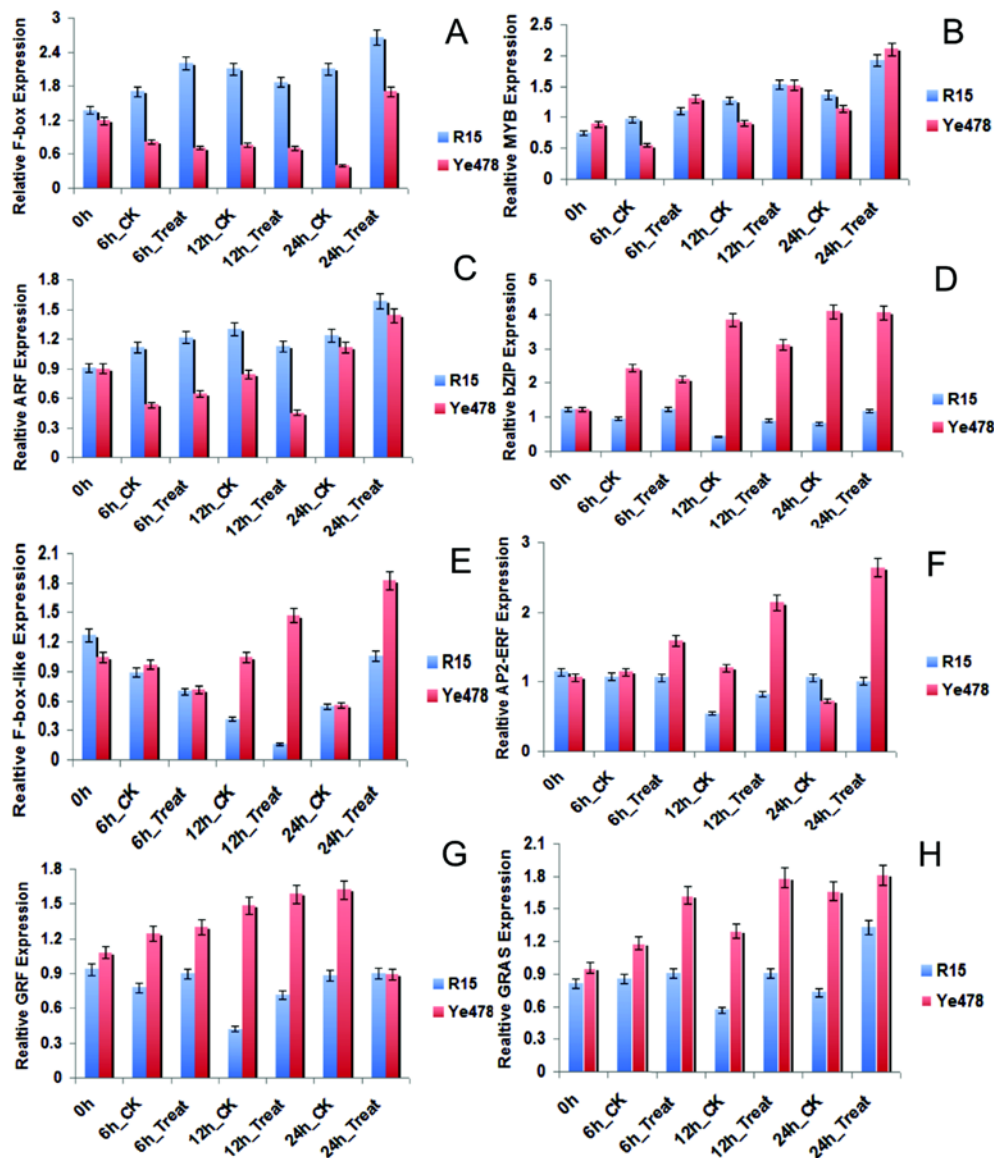 A
Relative F-box Expression
3
2.4
1.8
1.2
0.6
0
R15
Ye478
0h
6h_CK
6h_Treat
12h_CK
12h_Treat
24h_CK
24h_Treat
B
Realtive MYB Expression
2.5
2
1.5
1
0.5
0
R15
Ye478
0h
6h_CK
6h_Treat
12h_CK
12h_Treat
24h_CK
24h_Treat
C
Realtive ARF Expression
1.8
1.5
1.2
0.9
0.6
0.3
0
R15
Ye478
0h
6h_CK
6h_Treat
12h_CK
12h_Treat
24h_CK
24h_Treat
D
Realtive bZIP Expression
5
4
3
2
1
0
R15
Ye478
0h
6h_CK
6h_Treat
12h_CK
12h_Treat
24h_CK
24h_Treat
E
Realtive F-box-like Expression
2.1
1.8
1.5
1.2
0.9
0.6
0.3
0
R15
Ye478
0h
6h_CK
6h_Treat
12h_CK
12h_Treat
24h_CK
24h_Treat
F
Realtive AP2-ERF Expression
3
2
1
0
R15
Ye478
0h
6h_CK
6h_Treat
12h_CK
12h_Treat
24h_CK
24h_Treat
G
Realtive GRF Expression
1.8
1.5
1.2
0.9
0.6
0.3
0
R15
Ye478
0h
6h_CK
6h_Treat
12h_CK
12h_Treat
24h_CK
24h_Treat
H
Realtive GRAS Expression
2.1
1.8
1.5
1.2
0.9
0.6
0.3
0
R15
Ye478
0h
6h_CK
6h_Treat
12h_CK
12h_Treat
24h_CK
24h_Treat